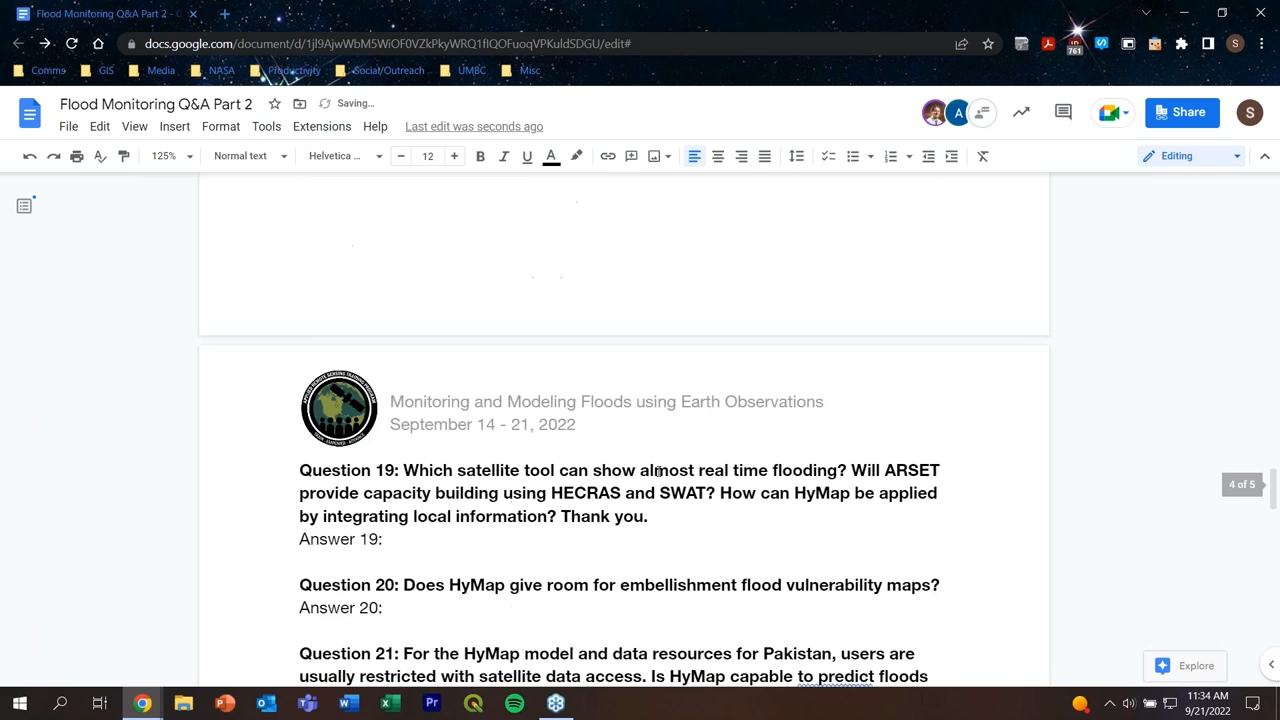 Flood Monitoring Q&A Part 2 -
docs.google.com/document/d/1jl9AjwWbM5WiOF0VZkPkyWRQ1fIQOFuoqVPKuldSDGU/edit#
761
S
Comms GIS Media NASA Productivity Social/Outreach UMBC Misc
Flood Monitoring Q&A Part 2 Saving...
A Share S
File Edit View Insert Format Tools Extensions Help Last edit was seconds ago
125% Normal text Helvetica ... 12 B I U A Editing
Monitoring and Modeling Floods using Earth Observations
September 14 - 21, 2022
Question 19: Which satellite tool can show almost real time flooding? Will ARSET
provide capacity building using HECRAS and SWAT? How can HyMap be applied
by integrating local information? Thank you.
Answer 19:
4 of 5
Question 20: Does HyMap give room for embellishment flood vulnerability maps?
Answer 20:
Question 21: For the HyMap model and data resources for Pakistan, users are
usually restricted with satellite data access. Is HyMap capable to predict floods
Explore
11:34 AM
9/21/2022